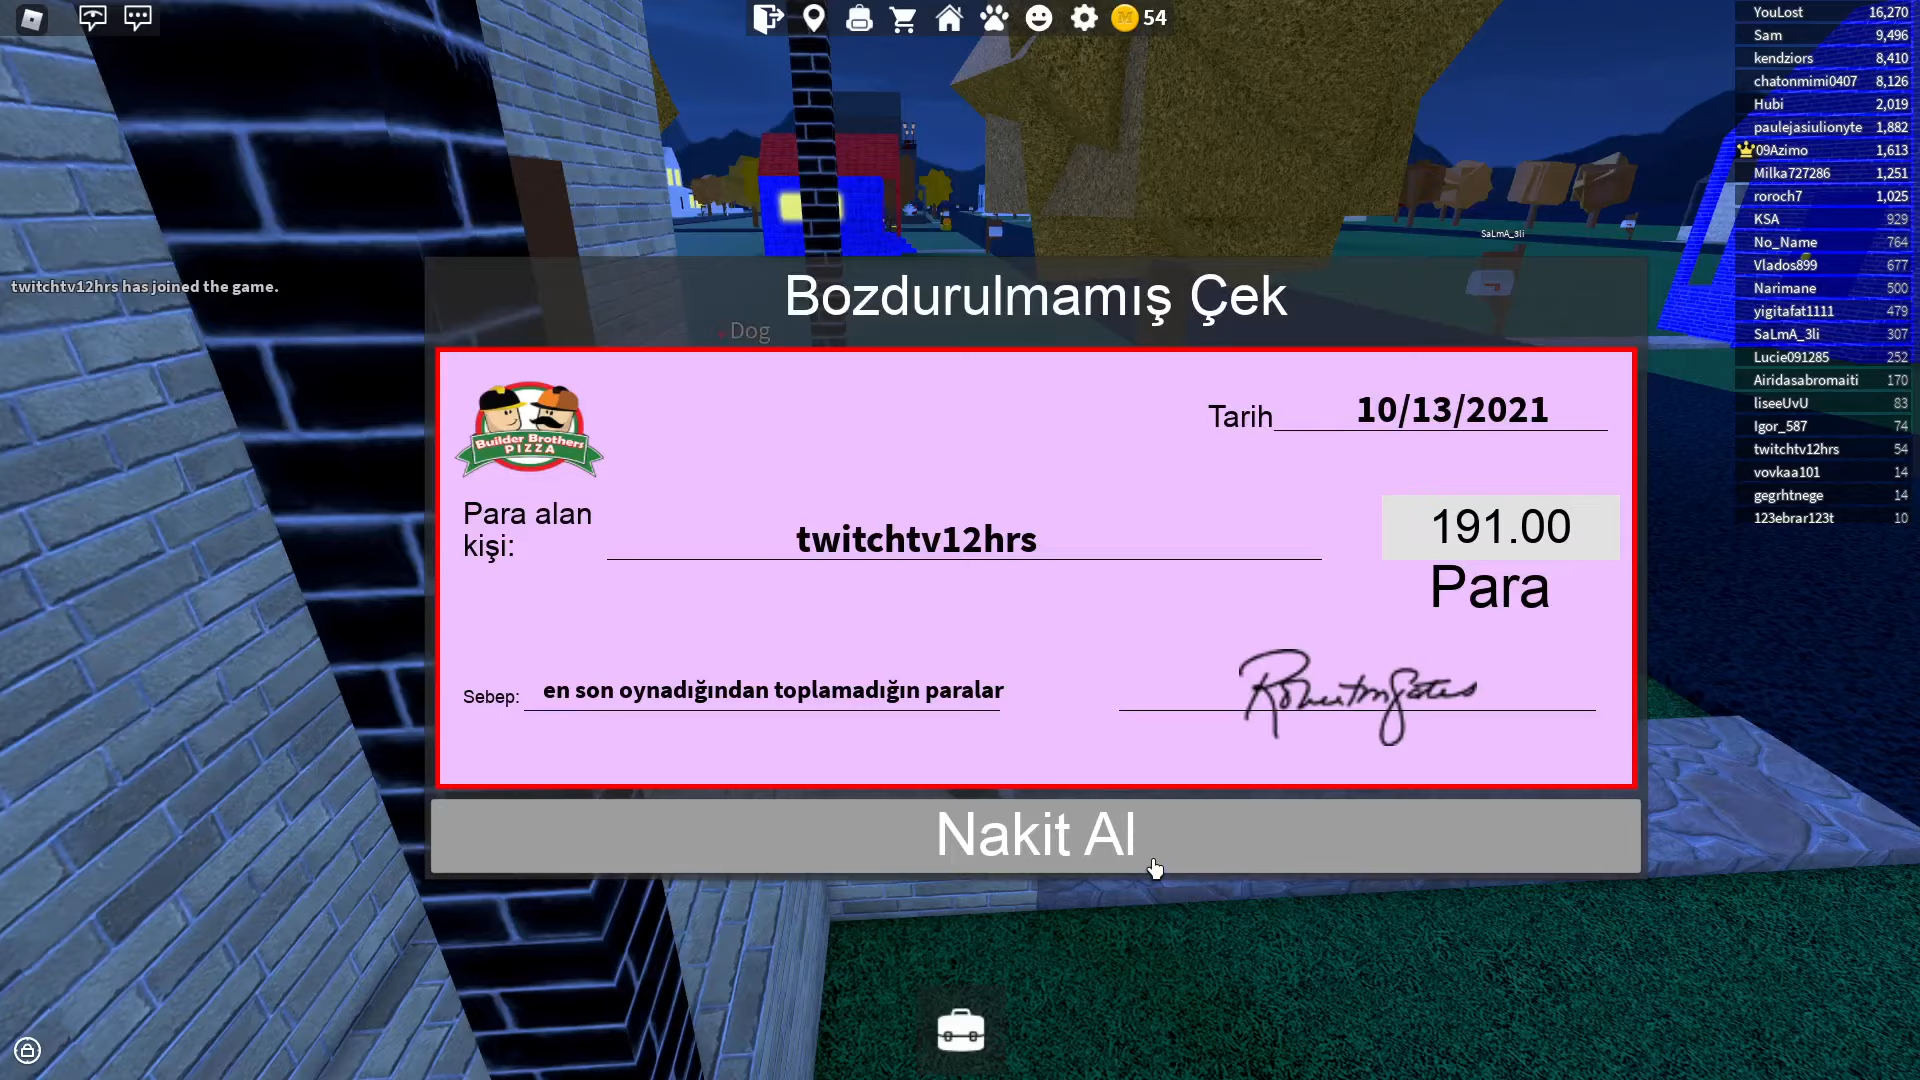 54
twitchtv12hrs has joined the game.
Dog
Bozdurulmamış Çek
Builder Brothers
PIZZA
Tarih 10/13/2021
Para alan
kişi: twitchtv12hrs
191.00
Para
Sebep: en son oynadığından toplamadığın paralar
Nakit Al
SaLmA_3li
YouLost 16,270
Sam 9,496
kendziors 8,410
chatonmimi0407 8,126
Hubi 2,019
paulejasiulionyte 1,882
09Azimo 1,613
Milka727286 1,251
roroch7 1,025
KSA 929
No_Name 764
Vlados899 677
Narimane 500
yigitafat1111 479
SaLmA_3li 307
Lucie091285 252
Airidasabromaiti 170
liseeUvU 83
Igor_587 74
twitchtv12hrs 54
vovkaa101 14
gegrhtnege 14
123ebrar123t 10